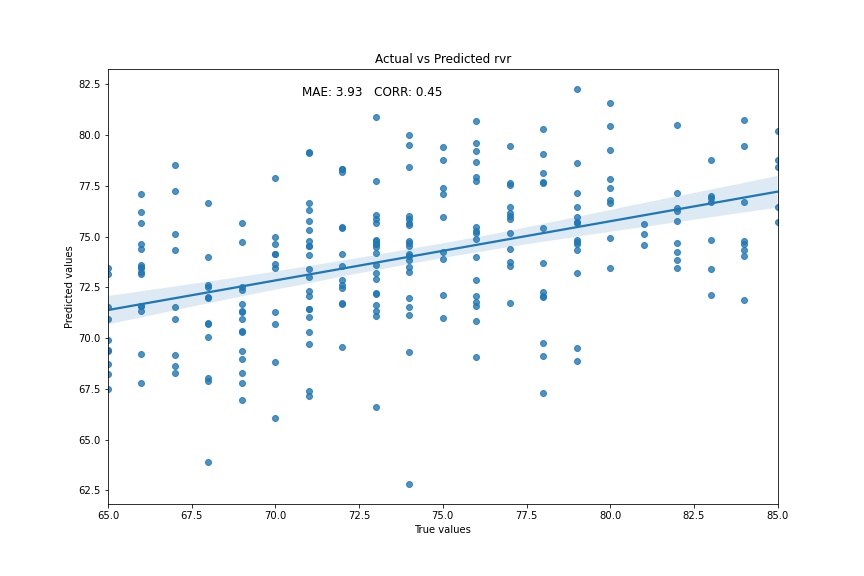 Actual vs Predicted rvr
MAE: 3.93   CORR: 0.45
82.5
80.0
77.5
75.0
72.5
70.0
67.5
65.0
62.5
Predicted values
65.0 67.5 70.0 72.5 75.0 77.5 80.0 82.5 85.0
True values